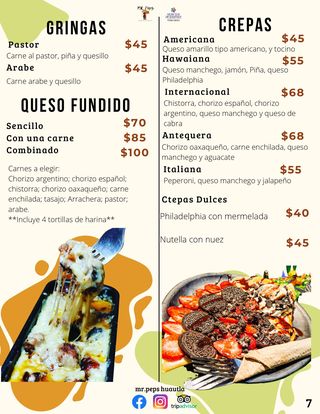 Mr. Peps
GRINGAS
Pastor $45
Carne al pastor, piña y quesillo
Arabe $45
Carne arabe y quesillo
QUESO FUNDIDO
Sencillo $70
Con una carne $85
Combinado $100
Carnes a elegir:
Chorizo argentino; chorizo español;
chistorra; chorizo oaxaqueño; carne
enchilada; tasajo; Arrachera; pastor;
arabe.
**Incluye 4 tortillas de harina**
CREPAS
Americana $45
Queso amarillo tipo americano, y tocino
Hawaiana $55
Queso manchego, jamón, Piña, queso
Philadelphia
Internacional $68
Chistorra, chorizo español, chorizo
argentino, queso manchego y queso de
cabra
Antequera $68
Chorizo oaxaqueño, carne enchilada, queso
manchego y aguacate
Italiana $55
Peperoni, queso manchego y jalapeño
Ctepas Dulces
Philadelphia con mermelada $40
Nutella con nuez $45
mr.peps huautla
tripadvisor
7